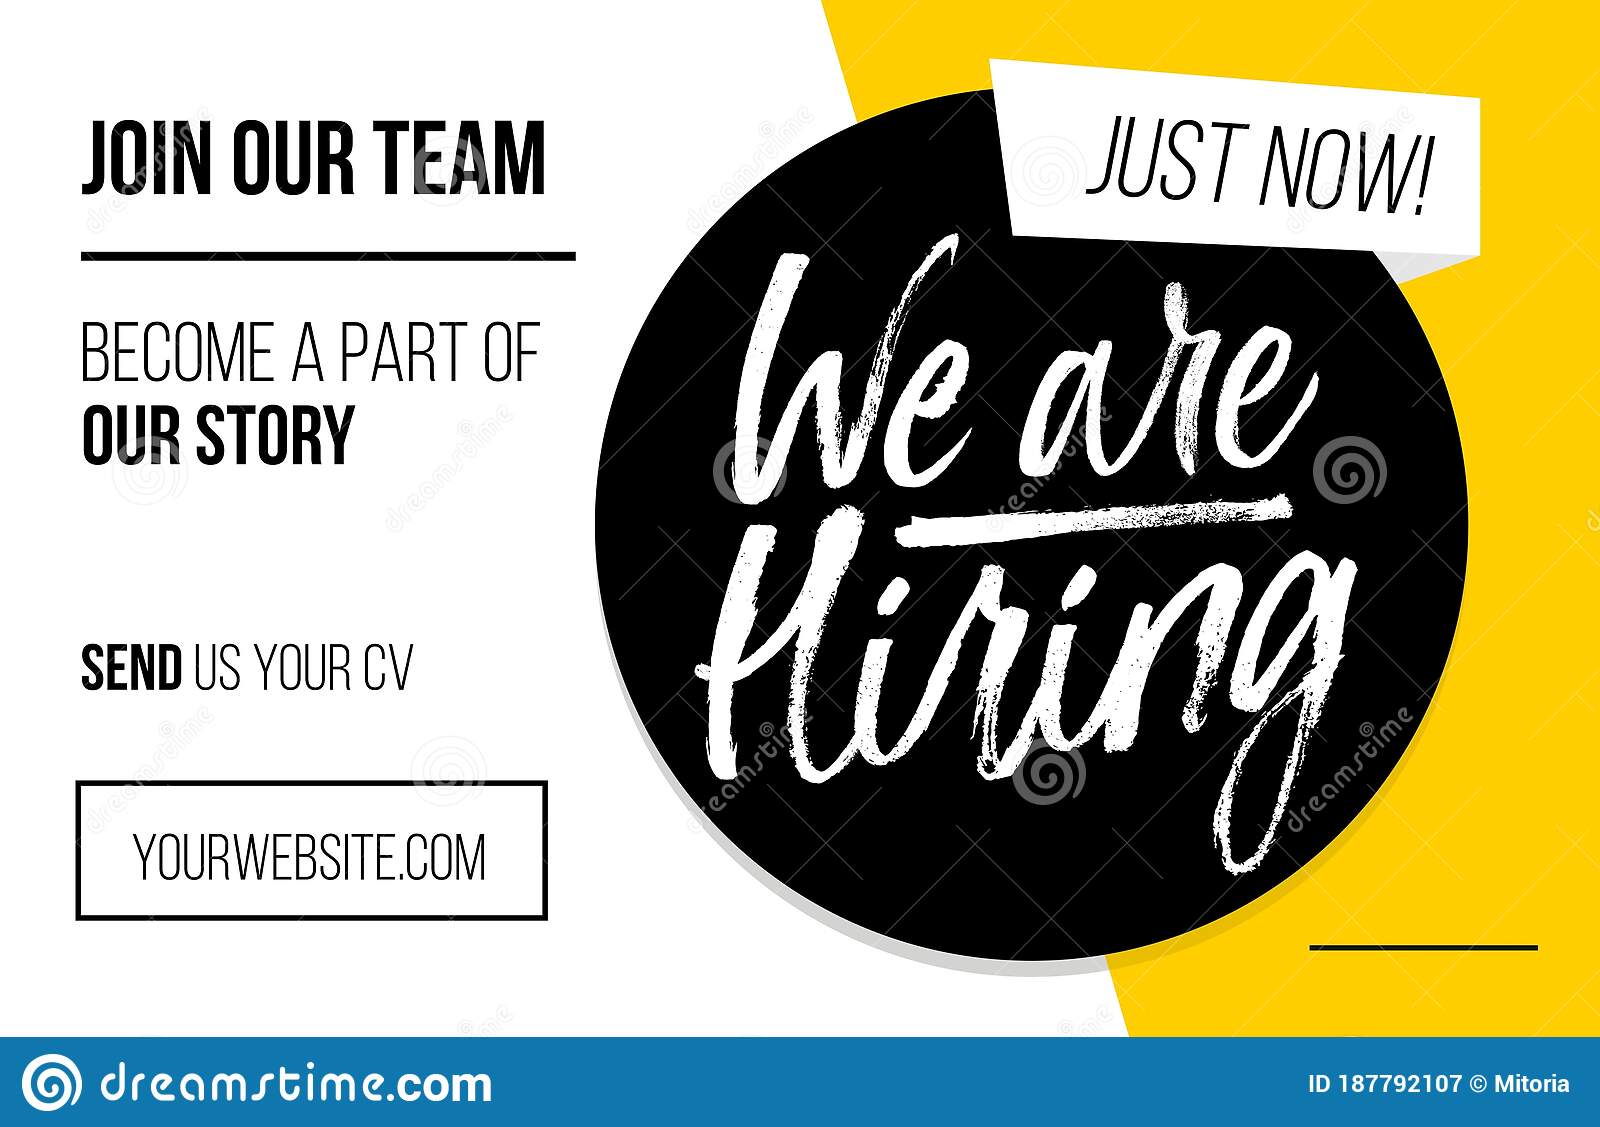 JOIN OUR TEAM
BECOME A PART OF
OUR STORY
SEND US YOUR CV
YOURWEBSITE.COM
JUST NOW!
We are
Hiring
dreamstime.com
ID 187792107 © Mitoria